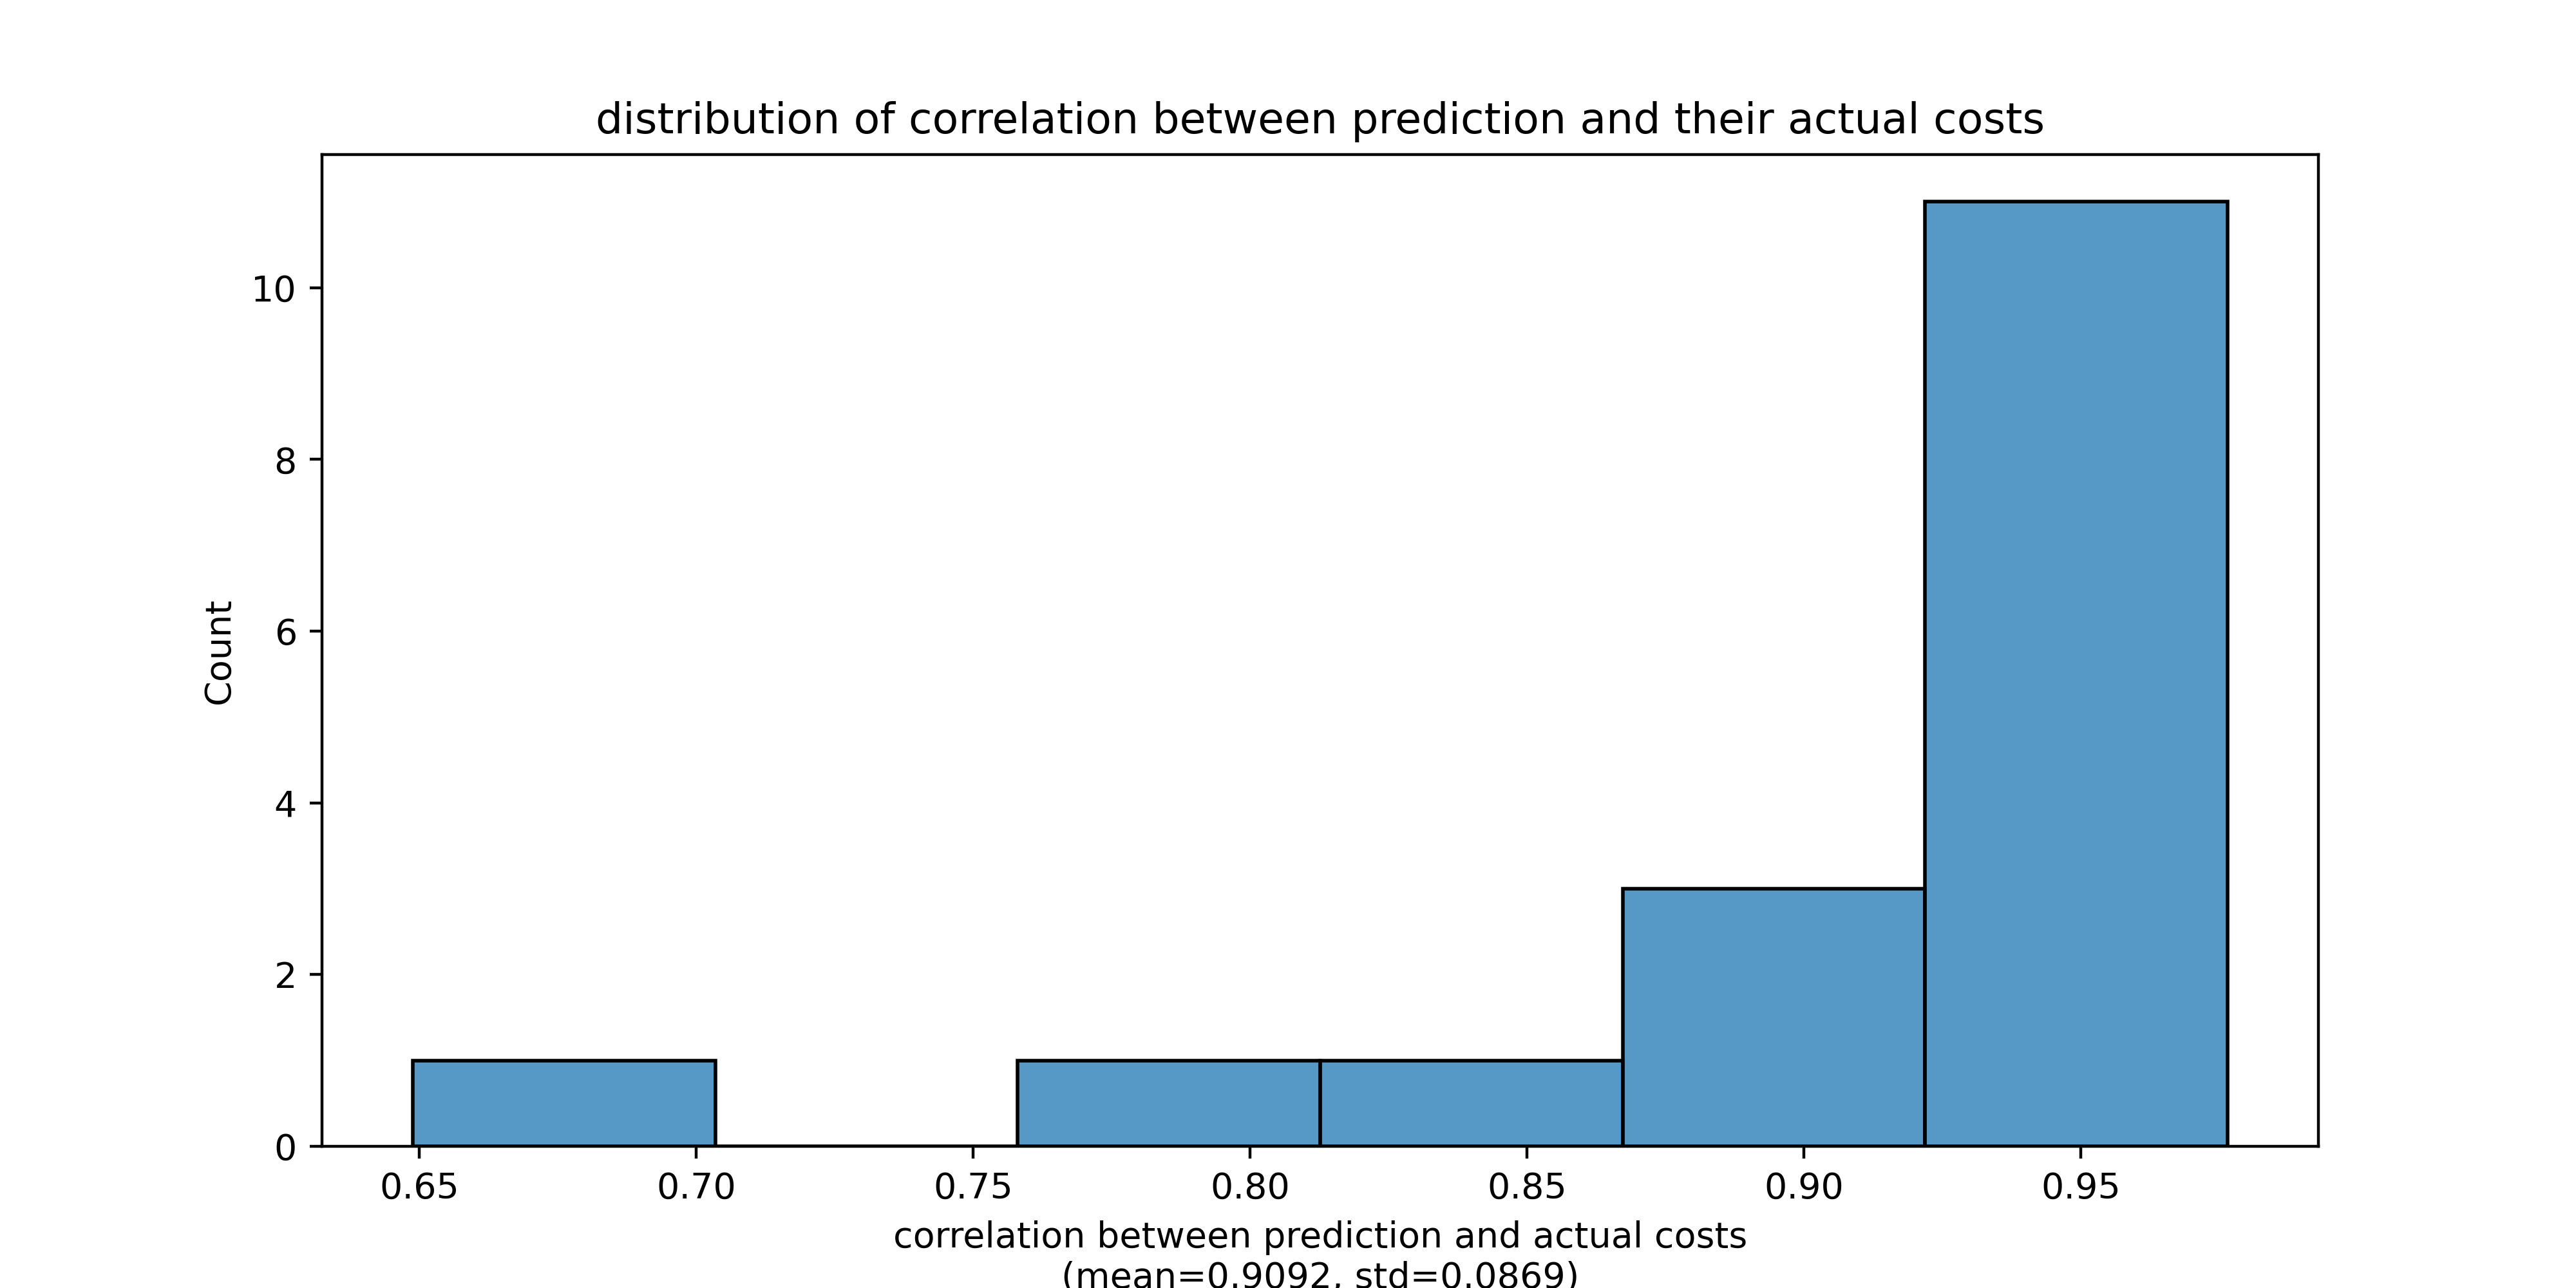 distribution of correlation between prediction and their actual costs
10
8
6
4
2
0
Count
0.65 0.70 0.75 0.80 0.85 0.90 0.95
correlation between prediction and actual costs
(mean=0.9092, std=0.0869)